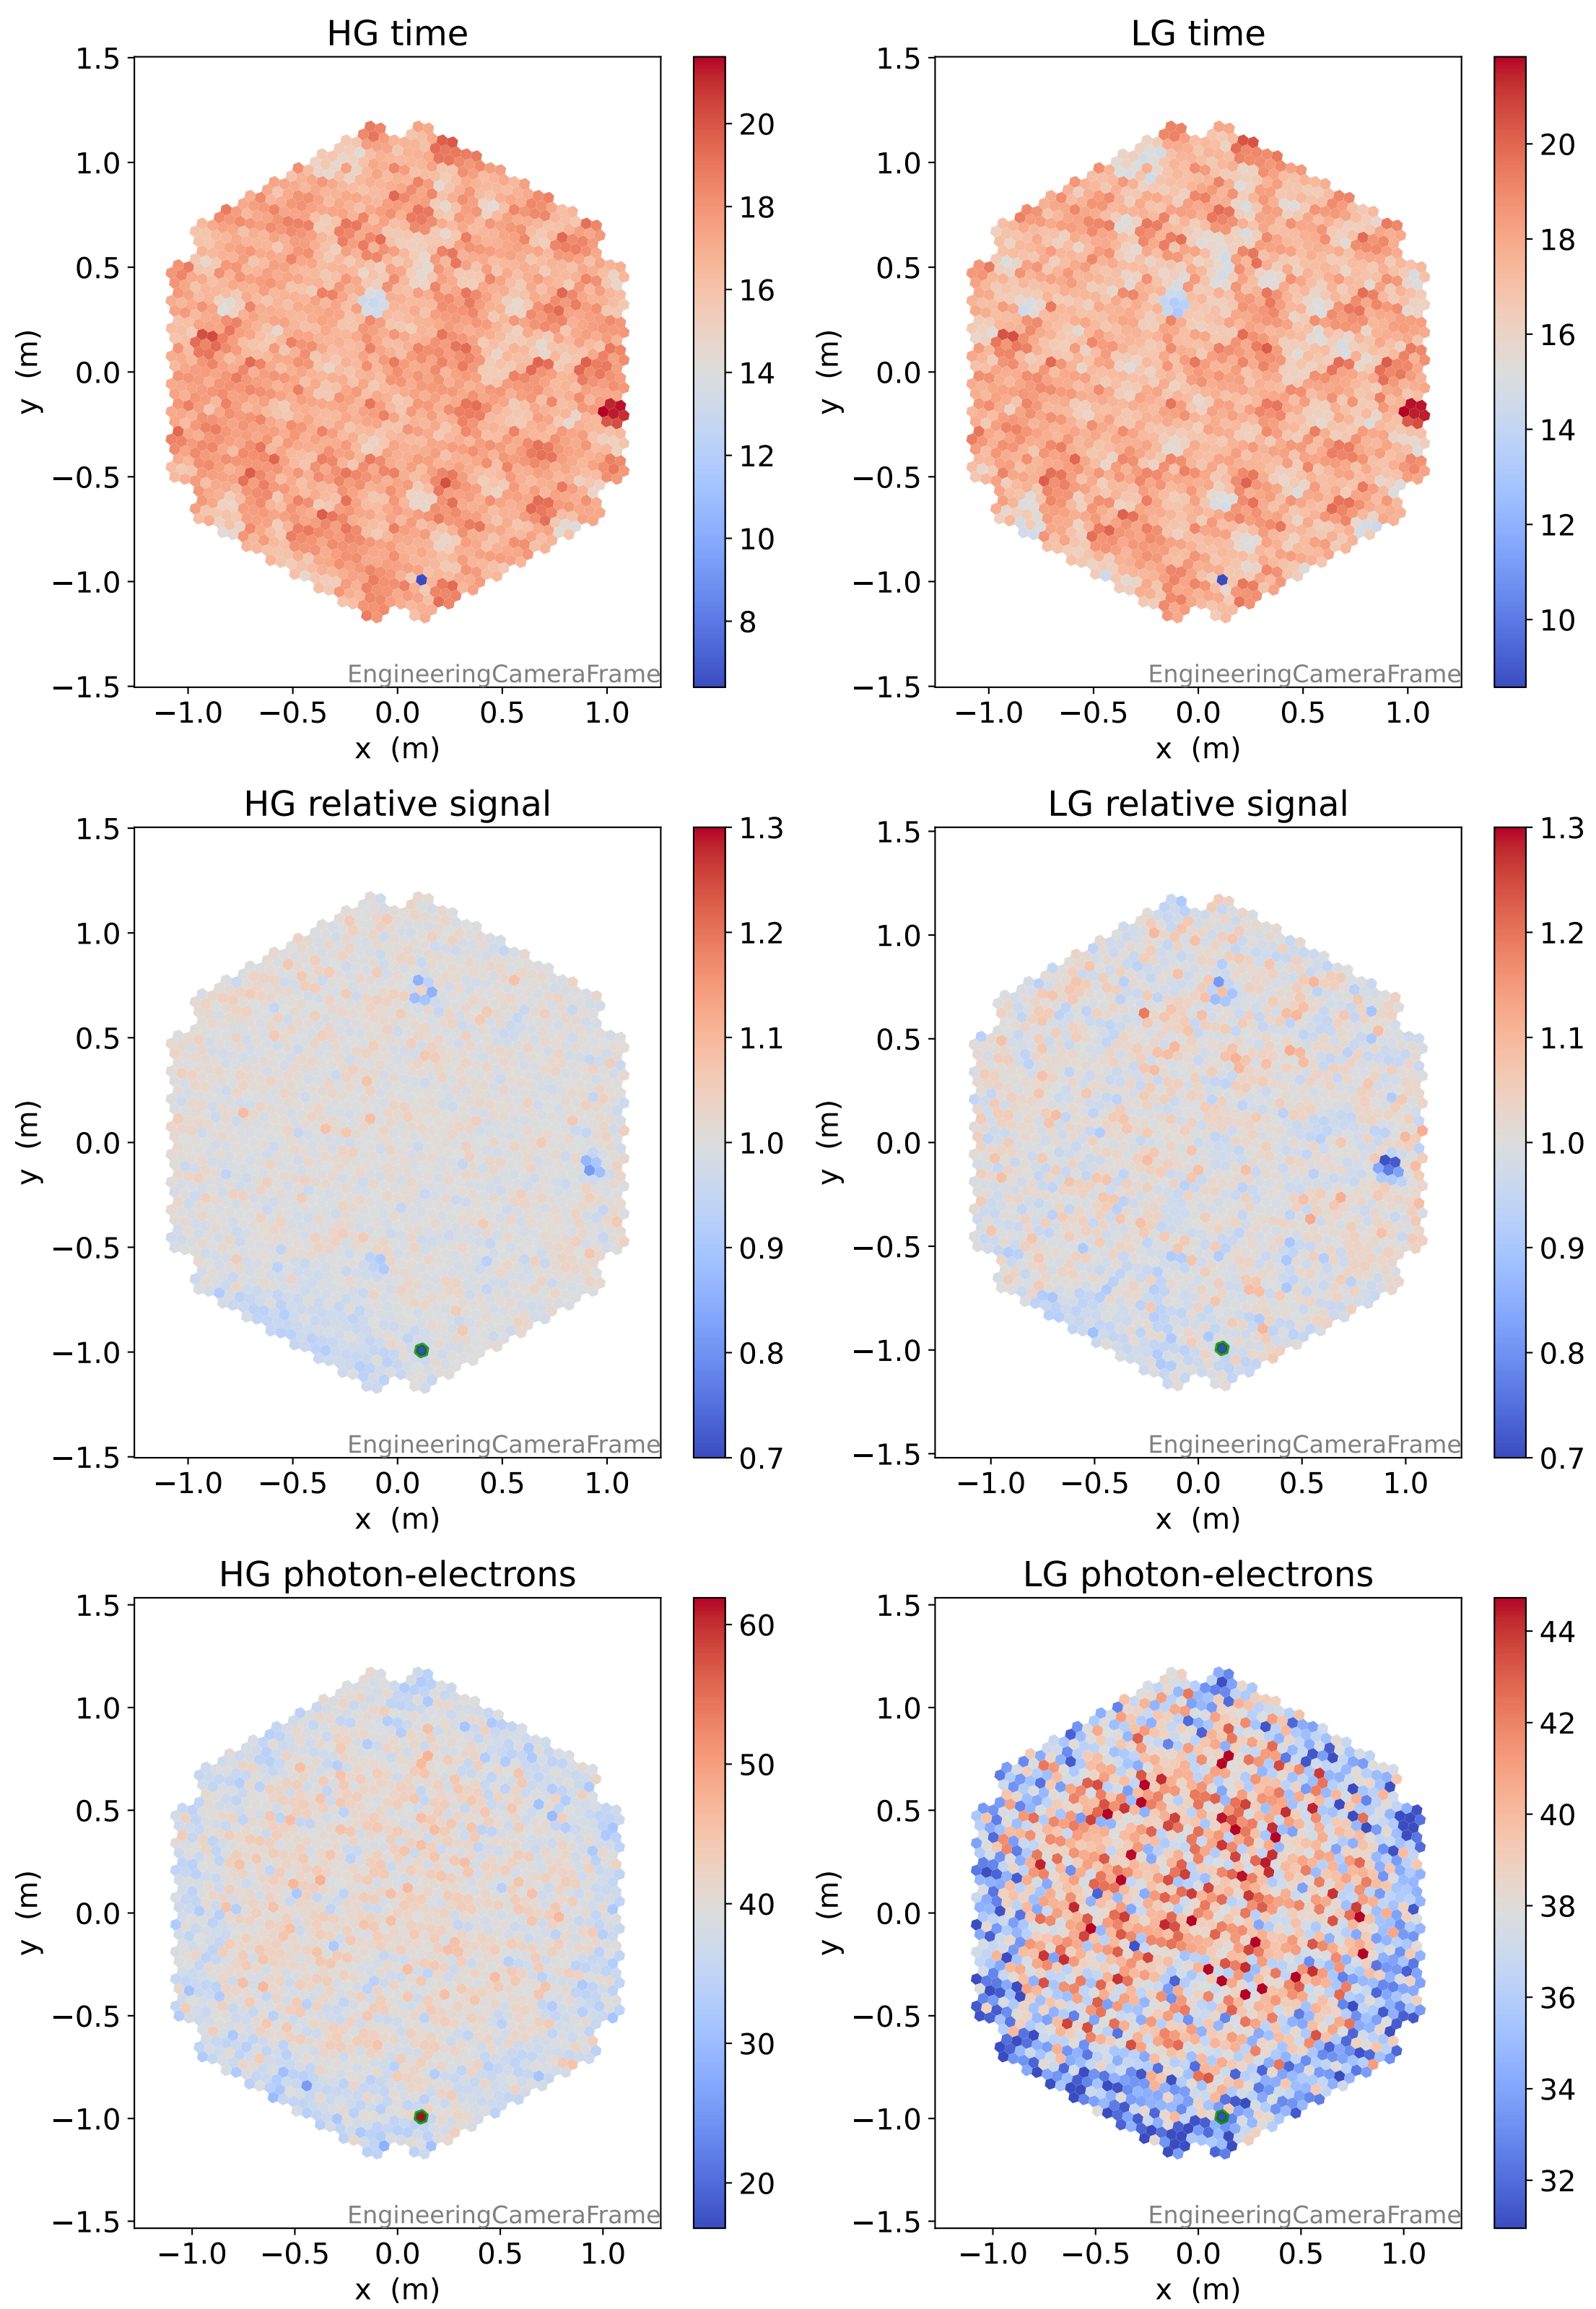 HG time
1.5
1.0
0.5
0.0
−0.5
−1.0
−1.5
y (m)
EngineeringCameraFrame
−1.0 −0.5 0.0 0.5 1.0
x (m)
20
18
16
14
12
10
8
LG time
1.5
1.0
0.5
0.0
−0.5
−1.0
−1.5
y (m)
EngineeringCameraFrame
−1.0 −0.5 0.0 0.5 1.0
x (m)
20
18
16
14
12
10
HG relative signal
1.5
1.0
0.5
0.0
−0.5
−1.0
−1.5
y (m)
EngineeringCameraFrame
−1.0 −0.5 0.0 0.5 1.0
x (m)
1.3
1.2
1.1
1.0
0.9
0.8
0.7
LG relative signal
1.5
1.0
0.5
0.0
−0.5
−1.0
−1.5
y (m)
EngineeringCameraFrame
−1.0 −0.5 0.0 0.5 1.0
x (m)
1.3
1.2
1.1
1.0
0.9
0.8
0.7
HG photon-electrons
1.5
1.0
0.5
0.0
−0.5
−1.0
−1.5
y (m)
EngineeringCameraFrame
−1.0 −0.5 0.0 0.5 1.0
x (m)
60
50
40
30
20
LG photon-electrons
1.5
1.0
0.5
0.0
−0.5
−1.0
−1.5
y (m)
EngineeringCameraFrame
−1.0 −0.5 0.0 0.5 1.0
x (m)
44
42
40
38
36
34
32